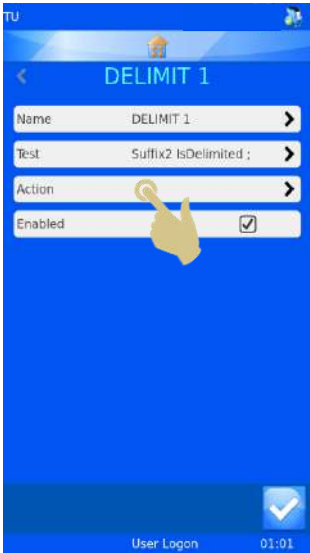 TU
DELIMIT 1
Name DELIMIT 1
Test Suffix2 IsDelimited ;
Action
Enabled
User Logon 01:01